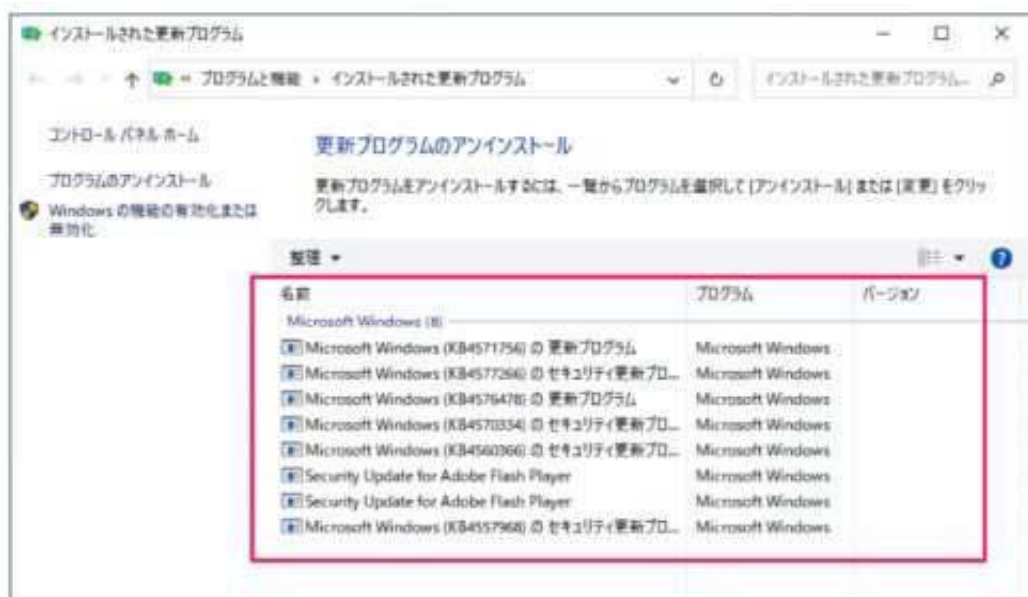 インストールされた更新プログラム
プログラムと機能 › インストールされた更新プログラム
インストールされた更新プログラム...
コントロール パネル ホーム
プログラムのアンインストール
Windows の機能の有効化または
無効化
更新プログラムのアンインストール
更新プログラムをアンインストールするには、一覧からプログラムを選択して [アンインストール] または [変更] をクリッ
クします。
整理
名前 プログラム バージョン
Microsoft Windows (8)
Microsoft Windows (KB4571756) の 更新プログラム Microsoft Windows
Microsoft Windows (KB4577266) の セキュリティ更新プロ... Microsoft Windows
Microsoft Windows (KB4576478) の 更新プログラム Microsoft Windows
Microsoft Windows (KB4570334) の セキュリティ更新プロ... Microsoft Windows
Microsoft Windows (KB4560366) の セキュリティ更新プロ... Microsoft Windows
Security Update for Adobe Flash Player Microsoft Windows
Security Update for Adobe Flash Player Microsoft Windows
Microsoft Windows (KB4557968) の セキュリティ更新プロ... Microsoft Windows